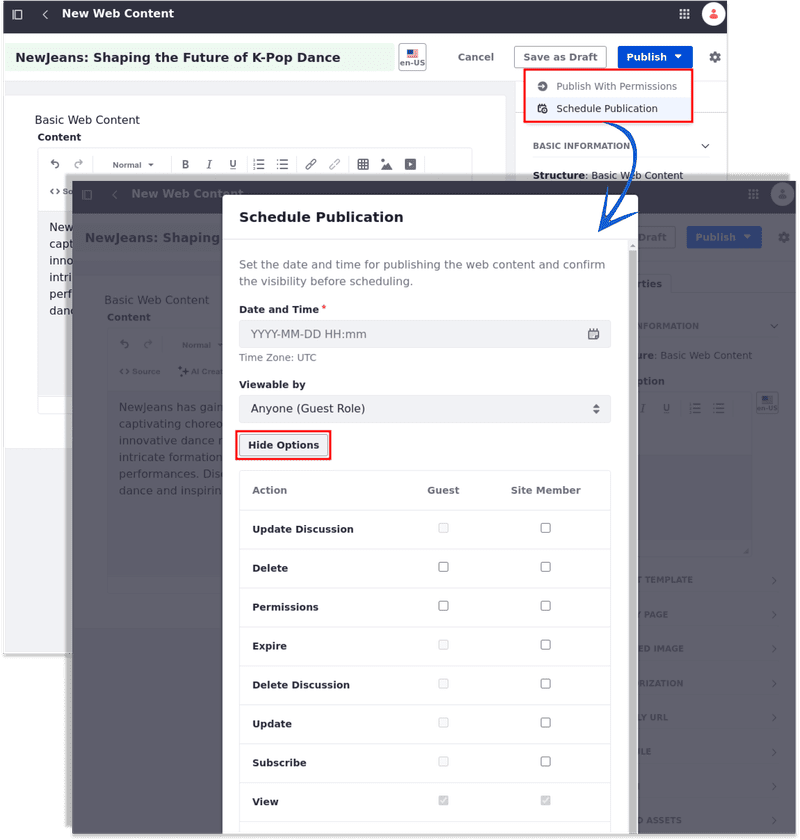 New Web Content
NewJeans: Shaping the Future of K-Pop Dance
en-US
Cancel
Save as Draft
Publish
Publish With Permissions
Schedule Publication
Basic Web Content
Content
Normal
B I U
BASIC INFORMATION
Structure: Basic Web Content
New Web Content
NewJeans: Shaping
Draft
Publish
Basic Web Content
Content
Normal
Source
AI Creat
NewJeans has gain
captivating choreo
innovative dance
intricate formation
performances. Dis
dance and inspirin
Schedule Publication
Set the date and time for publishing the web content and confirm
the visibility before scheduling.
Date and Time *
YYYY-MM-DD HH:mm
Time Zone: UTC
Viewable by
Anyone (Guest Role)
Hide Options
Action Guest Site Member
Update Discussion
Delete
Permissions
Expire
Delete Discussion
Update
Subscribe
View
rties
NFORMATION
ure: Basic Web Content
ption
I U
en-US
T TEMPLATE
Y PAGE
ED IMAGE
RIZATION
LY URL
ULE
D ASSETS